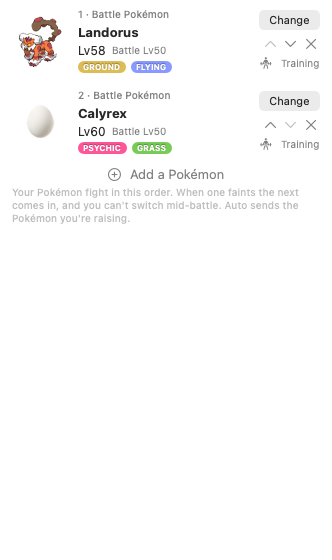 1 · Battle Pokémon
Change
Landorus
Lv58 Battle Lv50
GROUND FLYING
Training
2 · Battle Pokémon
Change
Calyrex
Lv60 Battle Lv50
PSYCHIC GRASS
Training
Add a Pokémon
Your Pokémon fight in this order. When one faints the next
comes in, and you can't switch mid-battle. Auto sends the
Pokémon you're raising.